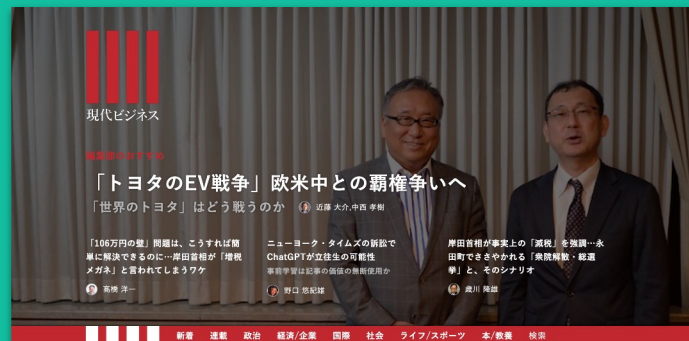 現代ビジネス
編集部のおすすめ
「トヨタのEV戦争」欧米中との覇権争いへ
「世界のトヨタ」はどう戦うのか 近藤 大介,中西 孝樹
「106万円の壁」問題は、こうすれば簡
単に解決できるのに…岸田首相が「増税
メガネ」と言われてしまうワケ
髙橋 洋一
ニューヨーク・タイムズの訴訟で
ChatGPTが立往生の可能性
事前学習は記事の価値の無断使用か
野口 悠紀雄
岸田首相が事実上の「減税」を強調…永
田町でささやかれる「衆院解散・総選
挙」と、そのシナリオ
歳川 隆雄
新着 連載 政治 経済/企業 国際 社会 ライフ/スポーツ 本/教養 検索